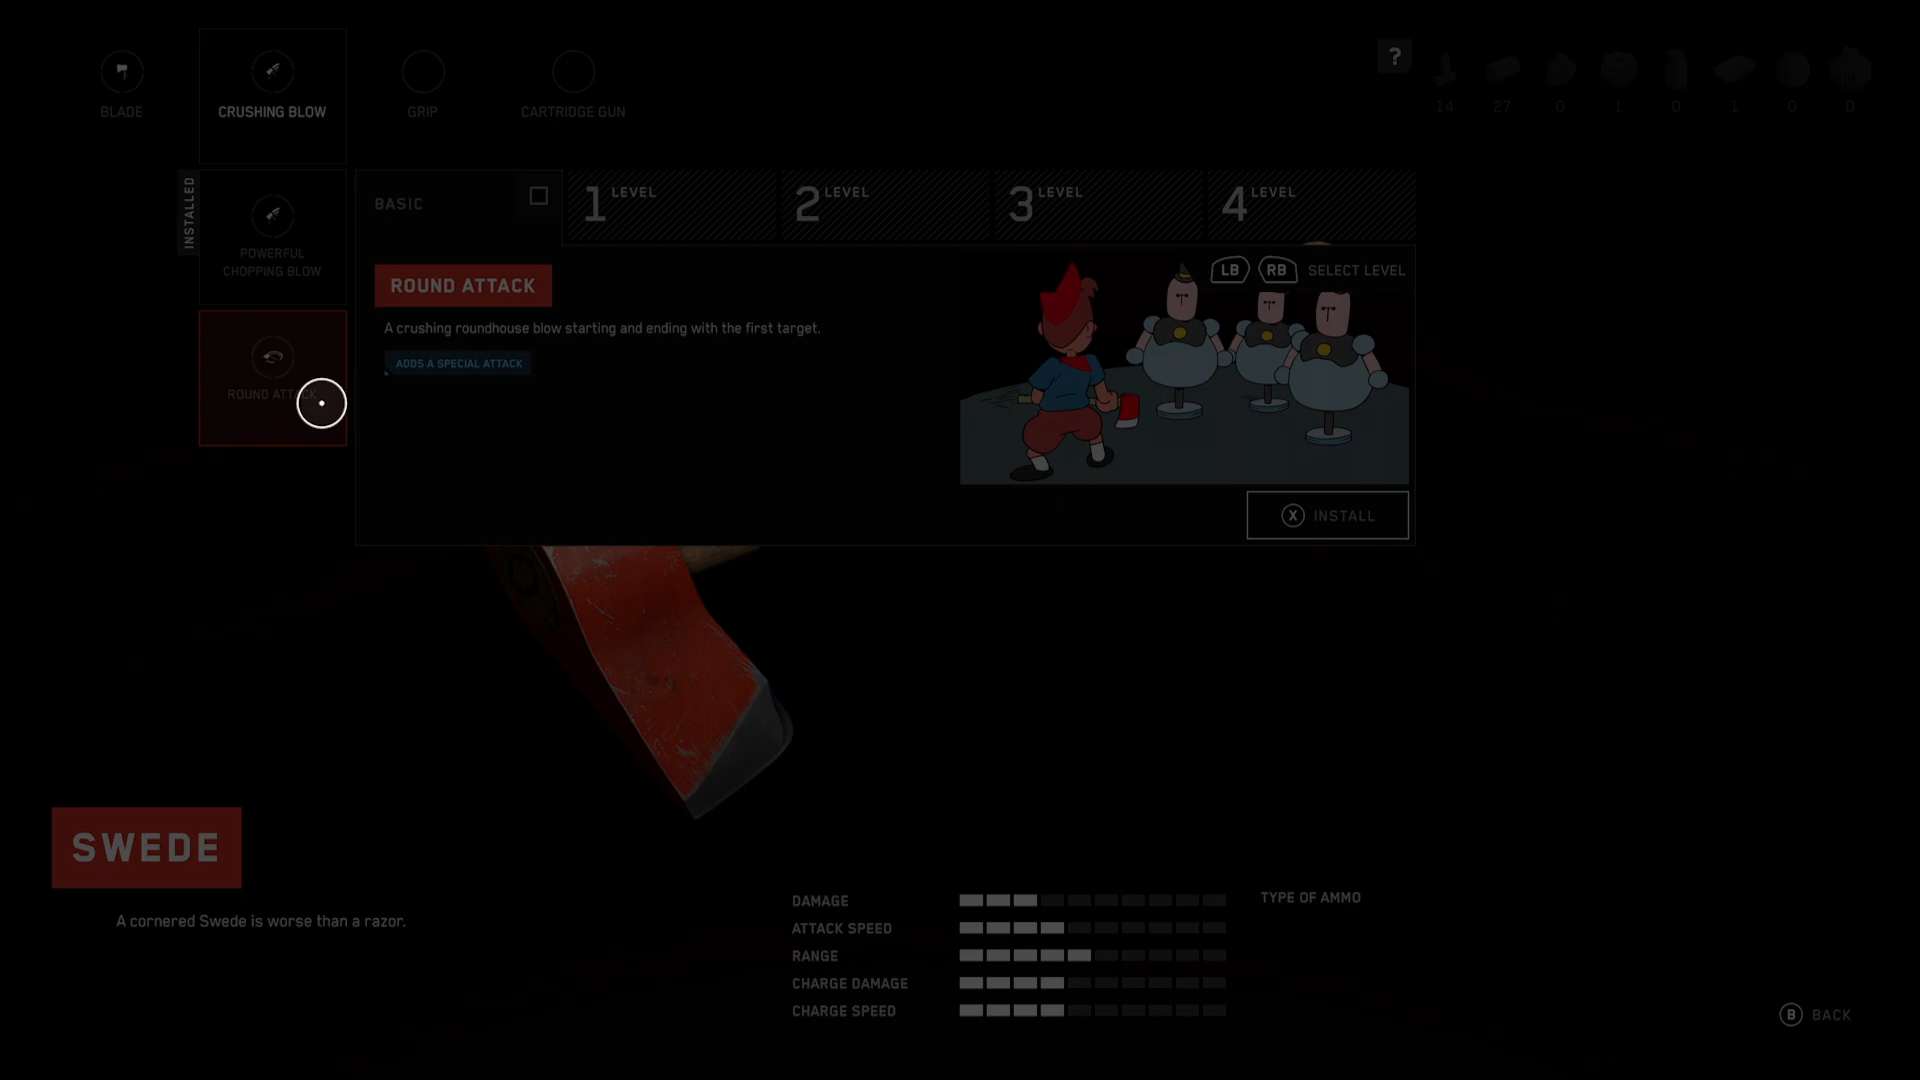 BLADE
CRUSHING BLOW
GRIP
CARTRIDGE GUN
?
14 27 0 1 0 1 0 0
INSTALLED
POWERFUL
CHOPPING BLOW
ROUND ATTACK
BASIC
1 LEVEL
2 LEVEL
3 LEVEL
4 LEVEL
LB RB SELECT LEVEL
ROUND ATTACK
A crushing roundhouse blow starting and ending with the first target.
ADDS A SPECIAL ATTACK
X INSTALL
SWEDE
A cornered Swede is worse than a razor.
DAMAGE
ATTACK SPEED
RANGE
CHARGE DAMAGE
CHARGE SPEED
TYPE OF AMMO
B BACK